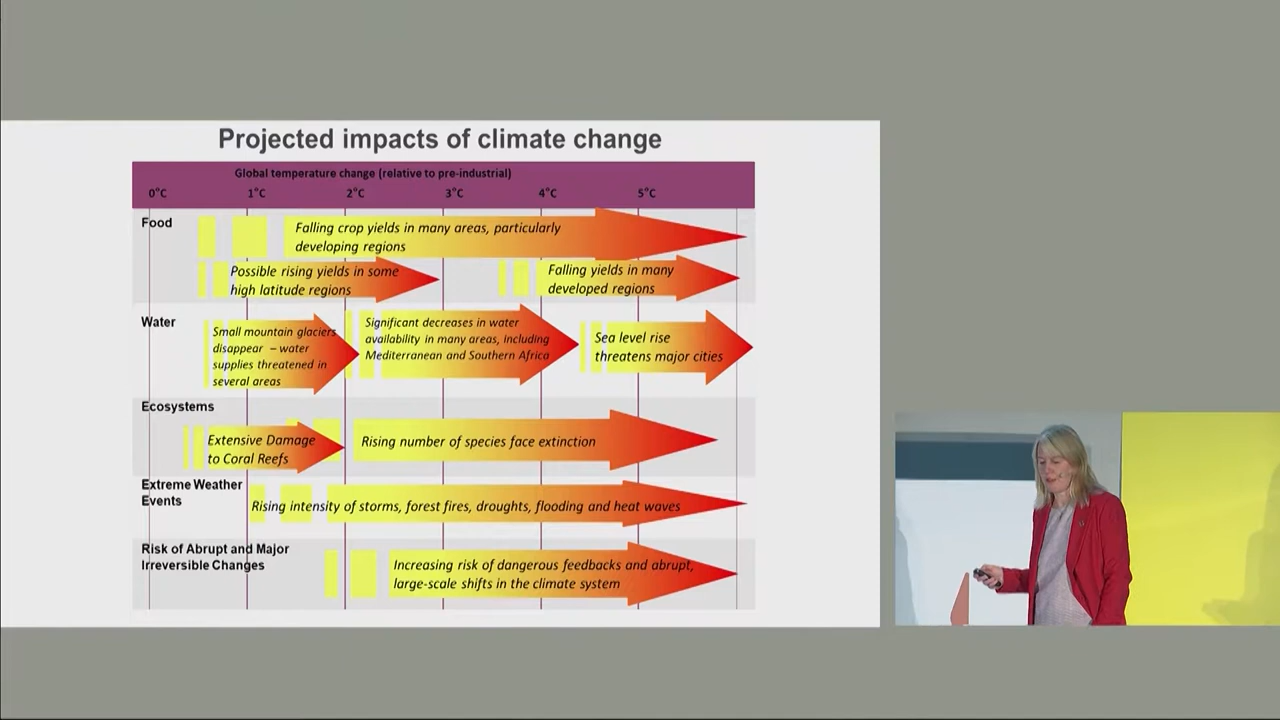 Projected impacts of climate change
Global temperature change (relative to pre-industrial)
0°C 1°C 2°C 3°C 4°C 5°C
Food
Falling crop yields in many areas, particularly
developing regions
Possible rising yields in some
high latitude regions
Falling yields in many
developed regions
Water
Small mountain glaciers
disappear – water
supplies threatened in
several areas
Significant decreases in water
availability in many areas, including
Mediterranean and Southern Africa
Sea level rise
threatens major cities
Ecosystems
Extensive Damage
to Coral Reefs
Rising number of species face extinction
Extreme Weather
Events
Rising intensity of storms, forest fires, droughts, flooding and heat waves
Risk of Abrupt and Major
Irreversible Changes
Increasing risk of dangerous feedbacks and abrupt,
large-scale shifts in the climate system